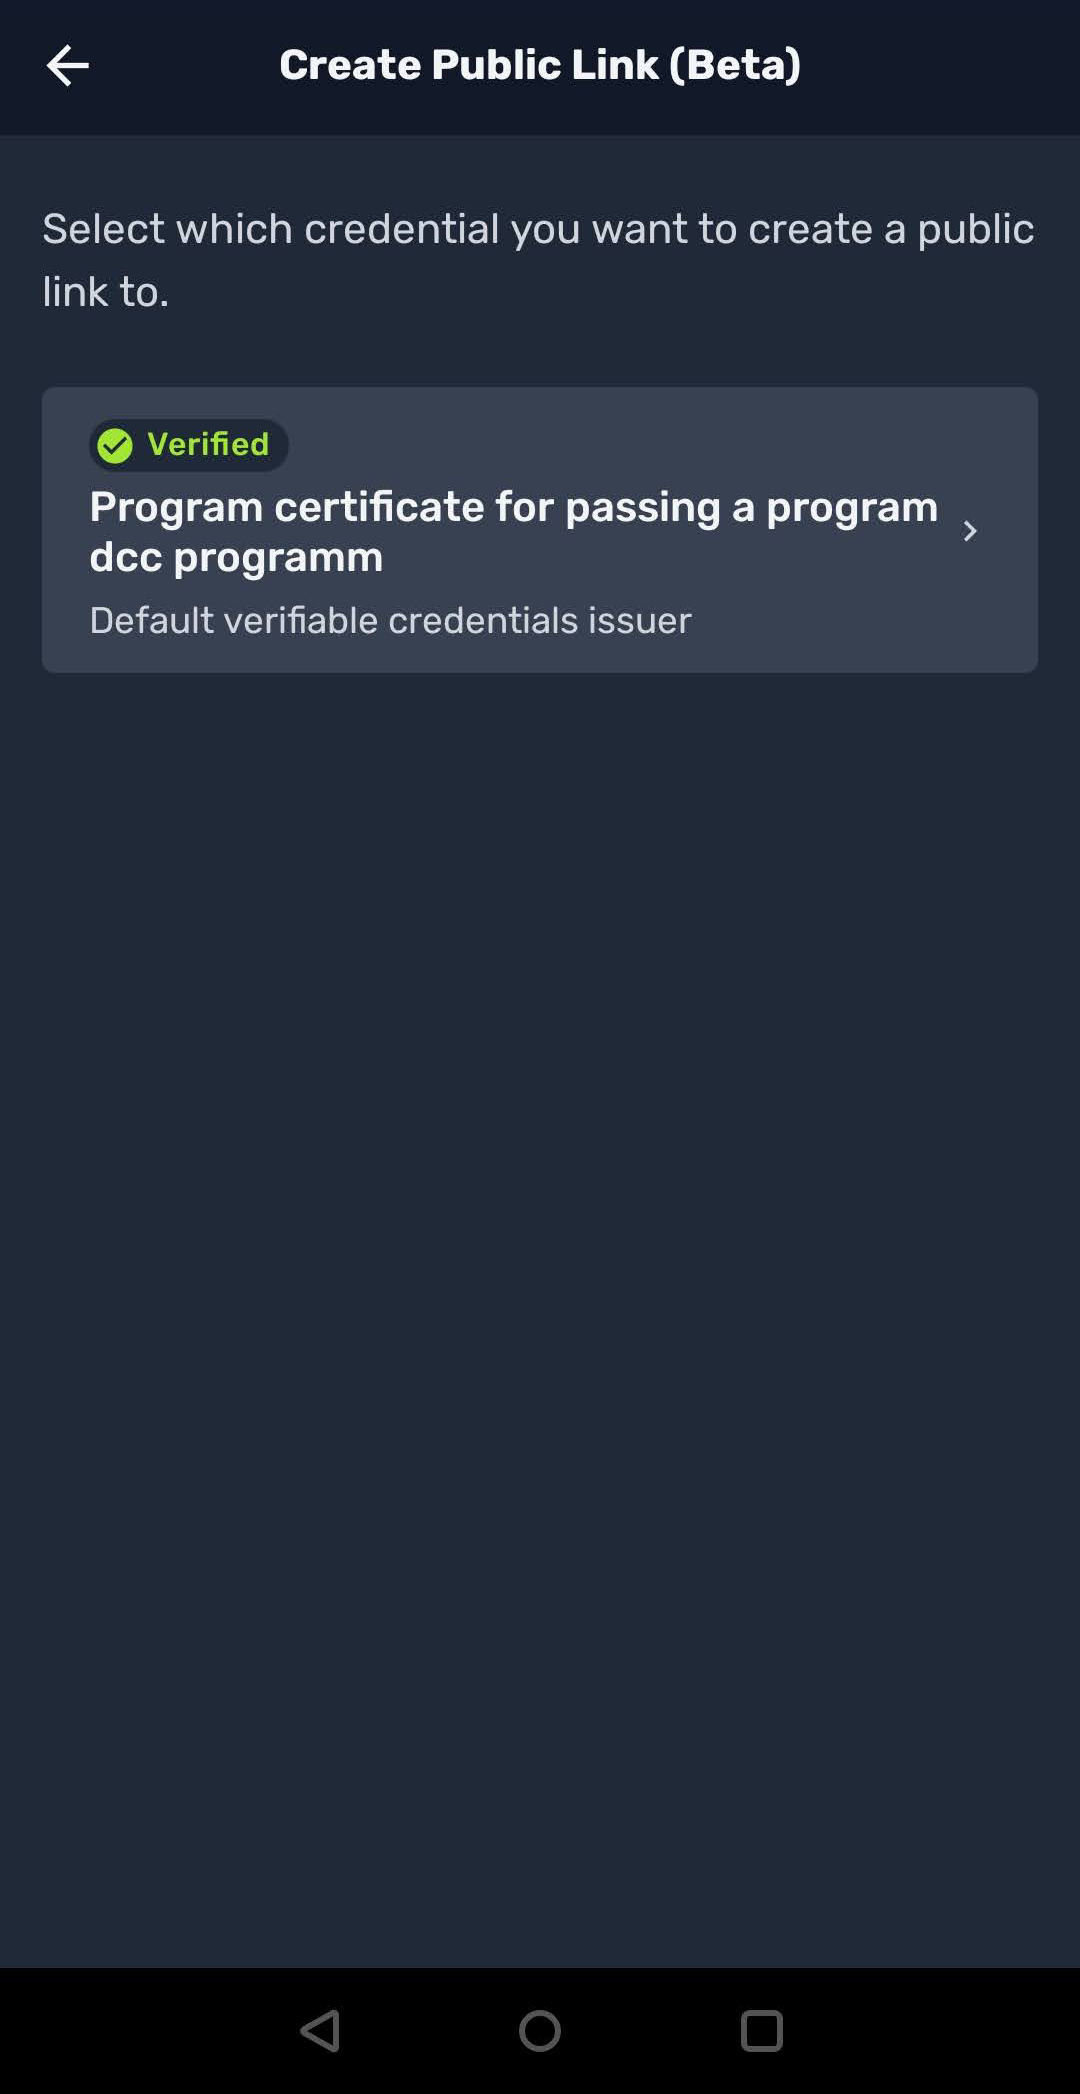 Create Public Link (Beta)
Select which credential you want to create a public
link to.
Verified
Program certificate for passing a program
dcc programm
Default verifiable credentials issuer